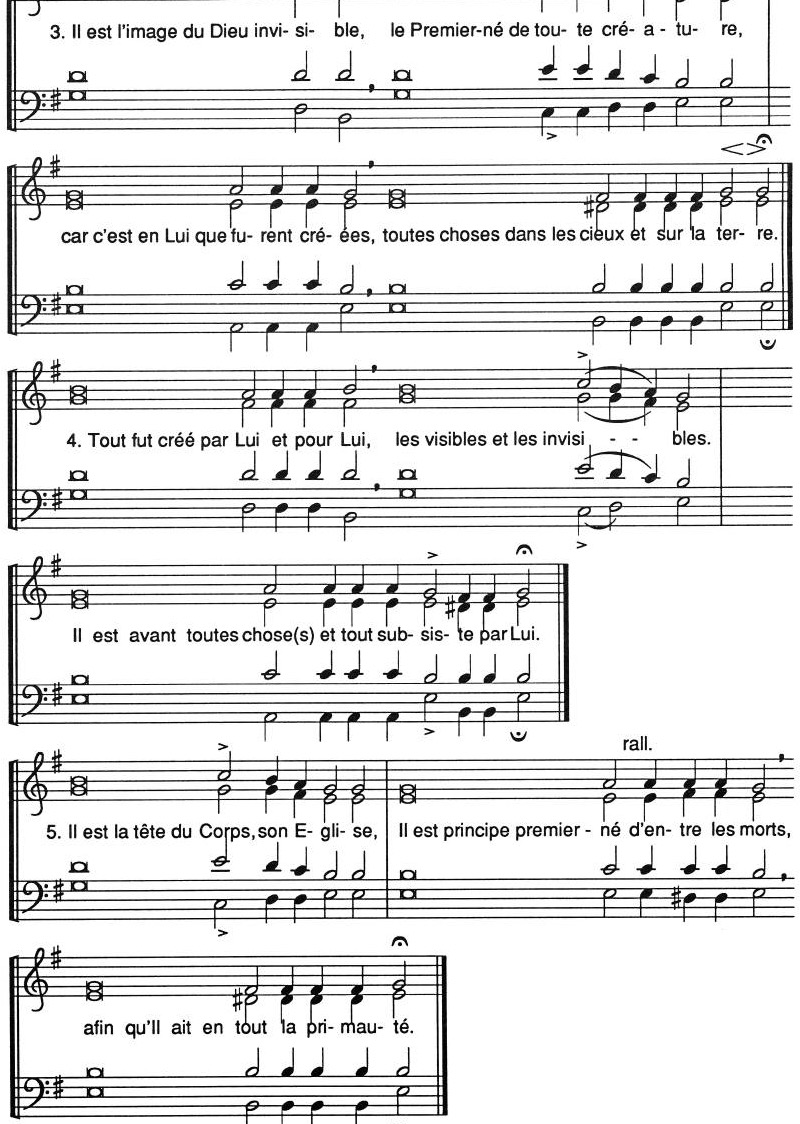 3. Il est l'image du Dieu invi- si- ble, le Premier-né de tou- te cré- a - tu- re,
car c'est en Lui que fu- rent cré- ées, toutes choses dans les cieux et sur la ter- re.
4. Tout fut créé par Lui et pour Lui, les visibles et les invisi - - bles.
Il est avant toutes chose(s) et tout sub- sis- te par Lui.
rall.
5. Il est la tête du Corps, son E- gli- se, Il est principe premier - né d'en- tre les morts,
afin qu'Il ait en tout la pri- mau- té.